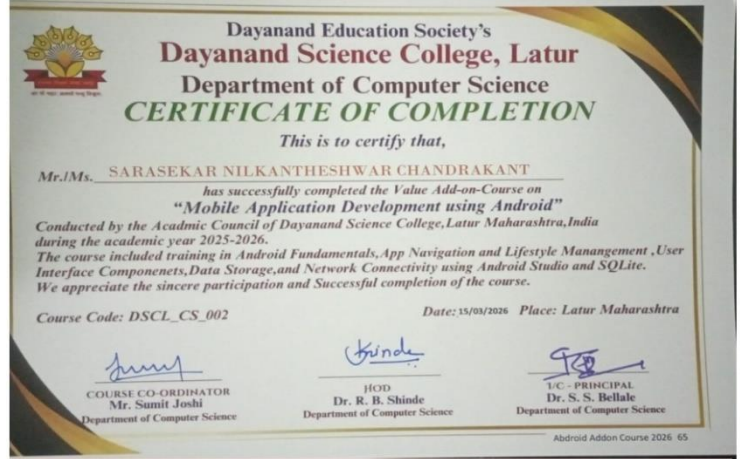 Dayanand Education Society's
Dayanand Science College, Latur
Department of Computer Science
CERTIFICATE OF COMPLETION
This is to certify that,
Mr./Ms. SARASEKAR NILKANTHESHWAR CHANDRAKANT
has successfully completed the Value Add-on-Course on
"Mobile Application Development using Android"
Conducted by the Acadmic Council of Dayanand Science College,Latur Maharashtra,India
during the academic year 2025-2026.
The course included training in Android Fundamentals,App Navigation and Lifestyle Manangement ,User
Interface Componenets,Data Storage,and Network Connectivity using Android Studio and SQLite.
We appreciate the sincere participation and Successful completion of the course.
Course Code: DSCL_CS_002 Date: 15/03/2026 Place: Latur Maharashtra
COURSE CO-ORDINATOR
Mr. Sumit Joshi
Department of Computer Science
HOD
Dr. R. B. Shinde
Department of Computer Science
I/C - PRINCIPAL
Dr. S. S. Bellale
Department of Computer Science
Abdroid Addon Course 2026 65